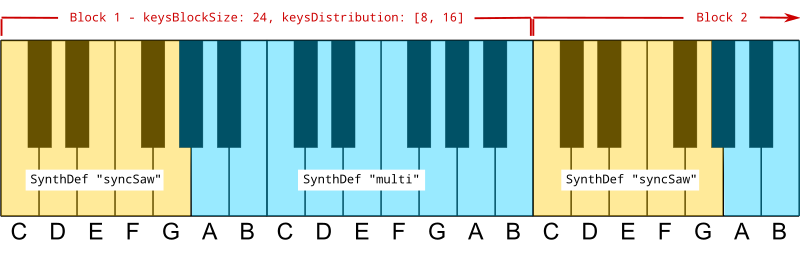 Block 1 - keysBlockSize: 24, keysDistribution: [8, 16] Block 2
SynthDef "syncSaw" SynthDef "multi" SynthDef "syncSaw"
C D E F G A B C D E F G A B C D E F G A B